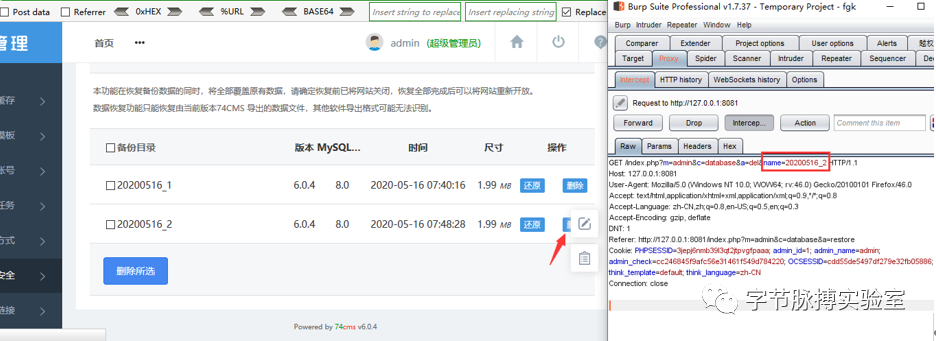 Post data Referrer 0xHEX %URL BASE64 Insert string to replace Insert replacing string Replace
管理
首页 ••• admin (超级管理员)
缓存
模板
账号
任务
方式
安全
链接
本功能在恢复备份数据的同时，将全部覆盖原有数据，请确定恢复前已将网站关闭，恢复全部完成后可以将网站重新开放。
数据恢复功能只能恢复由当前版本74CMS 导出的数据文件，其他软件导出格式可能无法识别。
备份目录 版本 MySQL... 时间 尺寸 操作
20200516_1 6.0.4 8.0 2020-05-16 07:40:16 1.99 MB 还原 删除
20200516_2 6.0.4 8.0 2020-05-16 07:48:28 1.99 MB 还原
删除所选
Powered by 74cms v6.0.4
Burp Suite Professional v1.7.37 - Temporary Project - fgk
Burp Intruder Repeater Window Help
Comparer Extender Project options User options Alerts
Target Proxy Spider Scanner Intruder Repeater Sequencer Dec
Intercept HTTP history WebSockets history Options
Request to http://127.0.0.1:8081
Forward Drop Intercep... Action Comment this item
Raw Params Headers Hex
GET /index.php?m=admin&c=database&a=del&name=20200516_2 HTTP/1.1
Host: 127.0.0.1:8081
User-Agent: Mozilla/5.0 (Windows NT 10.0; WOW64; rv:46.0) Gecko/20100101 Firefox/46.0
Accept: text/html,application/xhtml+xml,application/xml;q=0.9,*/*;q=0.8
Accept-Language: zh-CN,zh;q=0.8,en-US;q=0.5,en;q=0.3
Accept-Encoding: gzip, deflate
DNT: 1
Referer: http://127.0.0.1:8081/index.php?m=admin&c=database&a=restore
Cookie: PHPSESSID=3jepj6nmb39l3qt2jtpvgfpaaa; admin_id=1; admin_name=admin;
admin_check=cc246845f9afc56e31461f549d784220; OCSESSID=cdd55de5497df279e32fb05886;
think_template=default; think_language=zh-CN
Connection: close
字节脉搏实验室